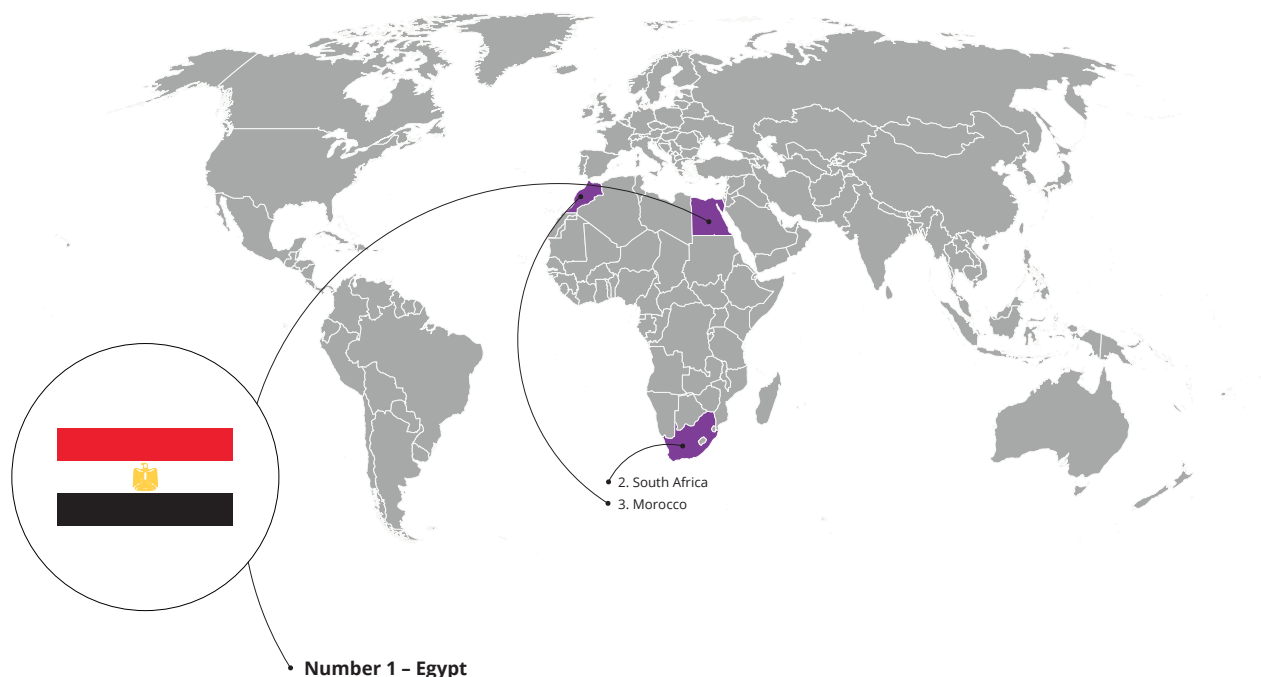 2. South Africa
3. Morocco
Number 1 – Egypt